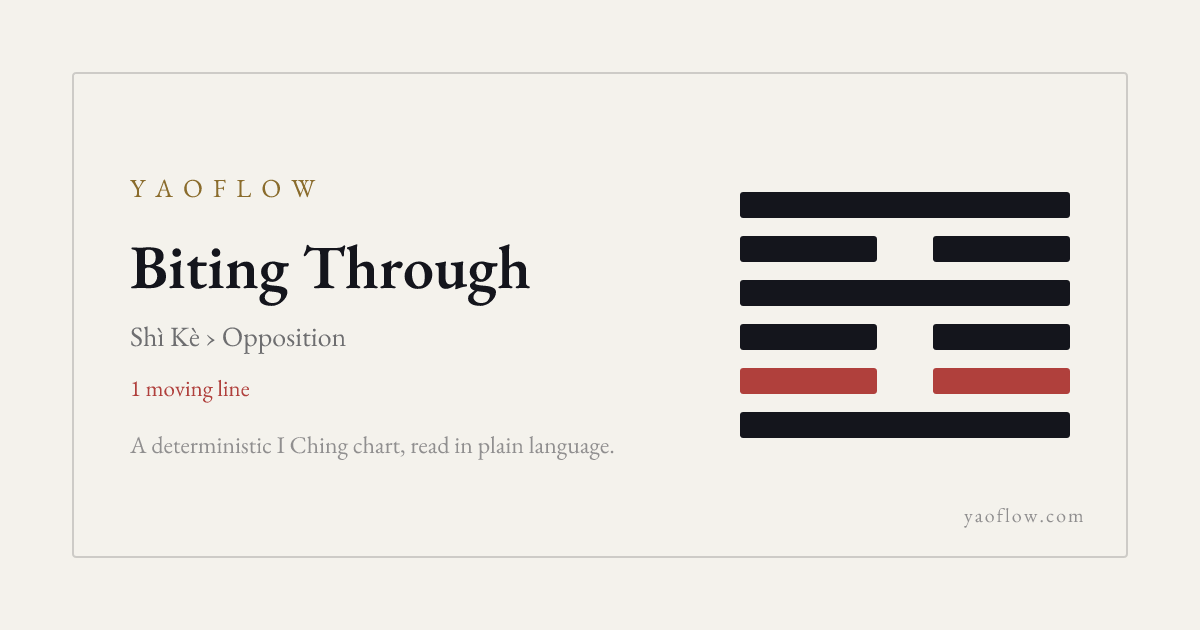 YAOFLOW
Biting Through
Shì Kè › Opposition
1 moving line
A deterministic I Ching chart, read in plain language.
yaoflow.com